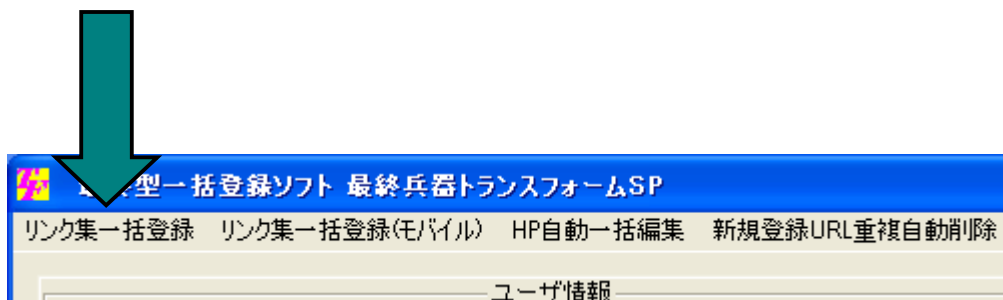 型一括登録ソフト 最終兵器トランスフォームSP
リンク集一括登録 リンク集一括登録(モバイル) HP自動一括編集 新規登録URL重複自動削除
ユーザ情報